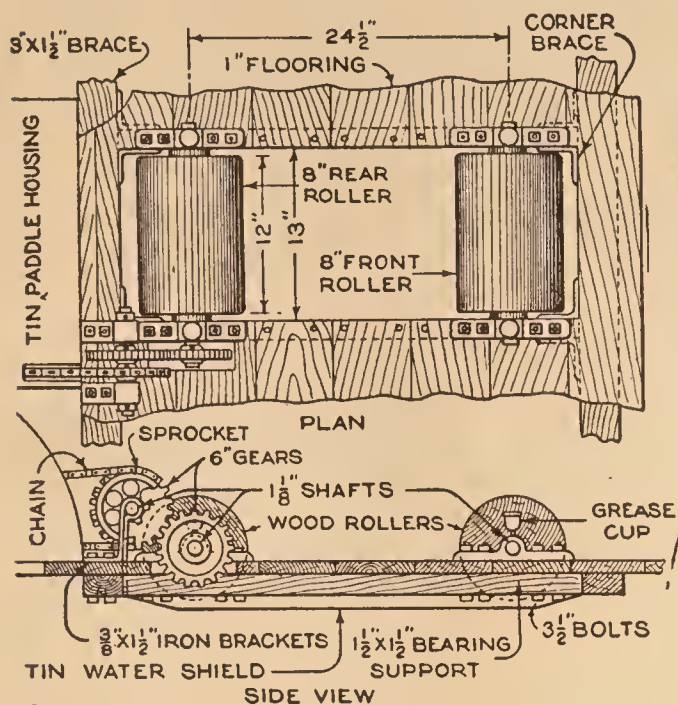 3"X1½" BRACE
24½"
CORNER
BRACE
1" FLOORING
TIN PADDLE HOUSING
8" REAR
ROLLER
12"
13"
8" FRONT
ROLLER
PLAN
SPROCKET
6" GEARS
CHAIN
1⅛" SHAFTS
WOOD ROLLERS
GREASE
CUP
⅜"X1½" IRON BRACKETS
1½"X1½" BEARING
SUPPORT
3½" BOLTS
TIN WATER SHIELD
SIDE VIEW